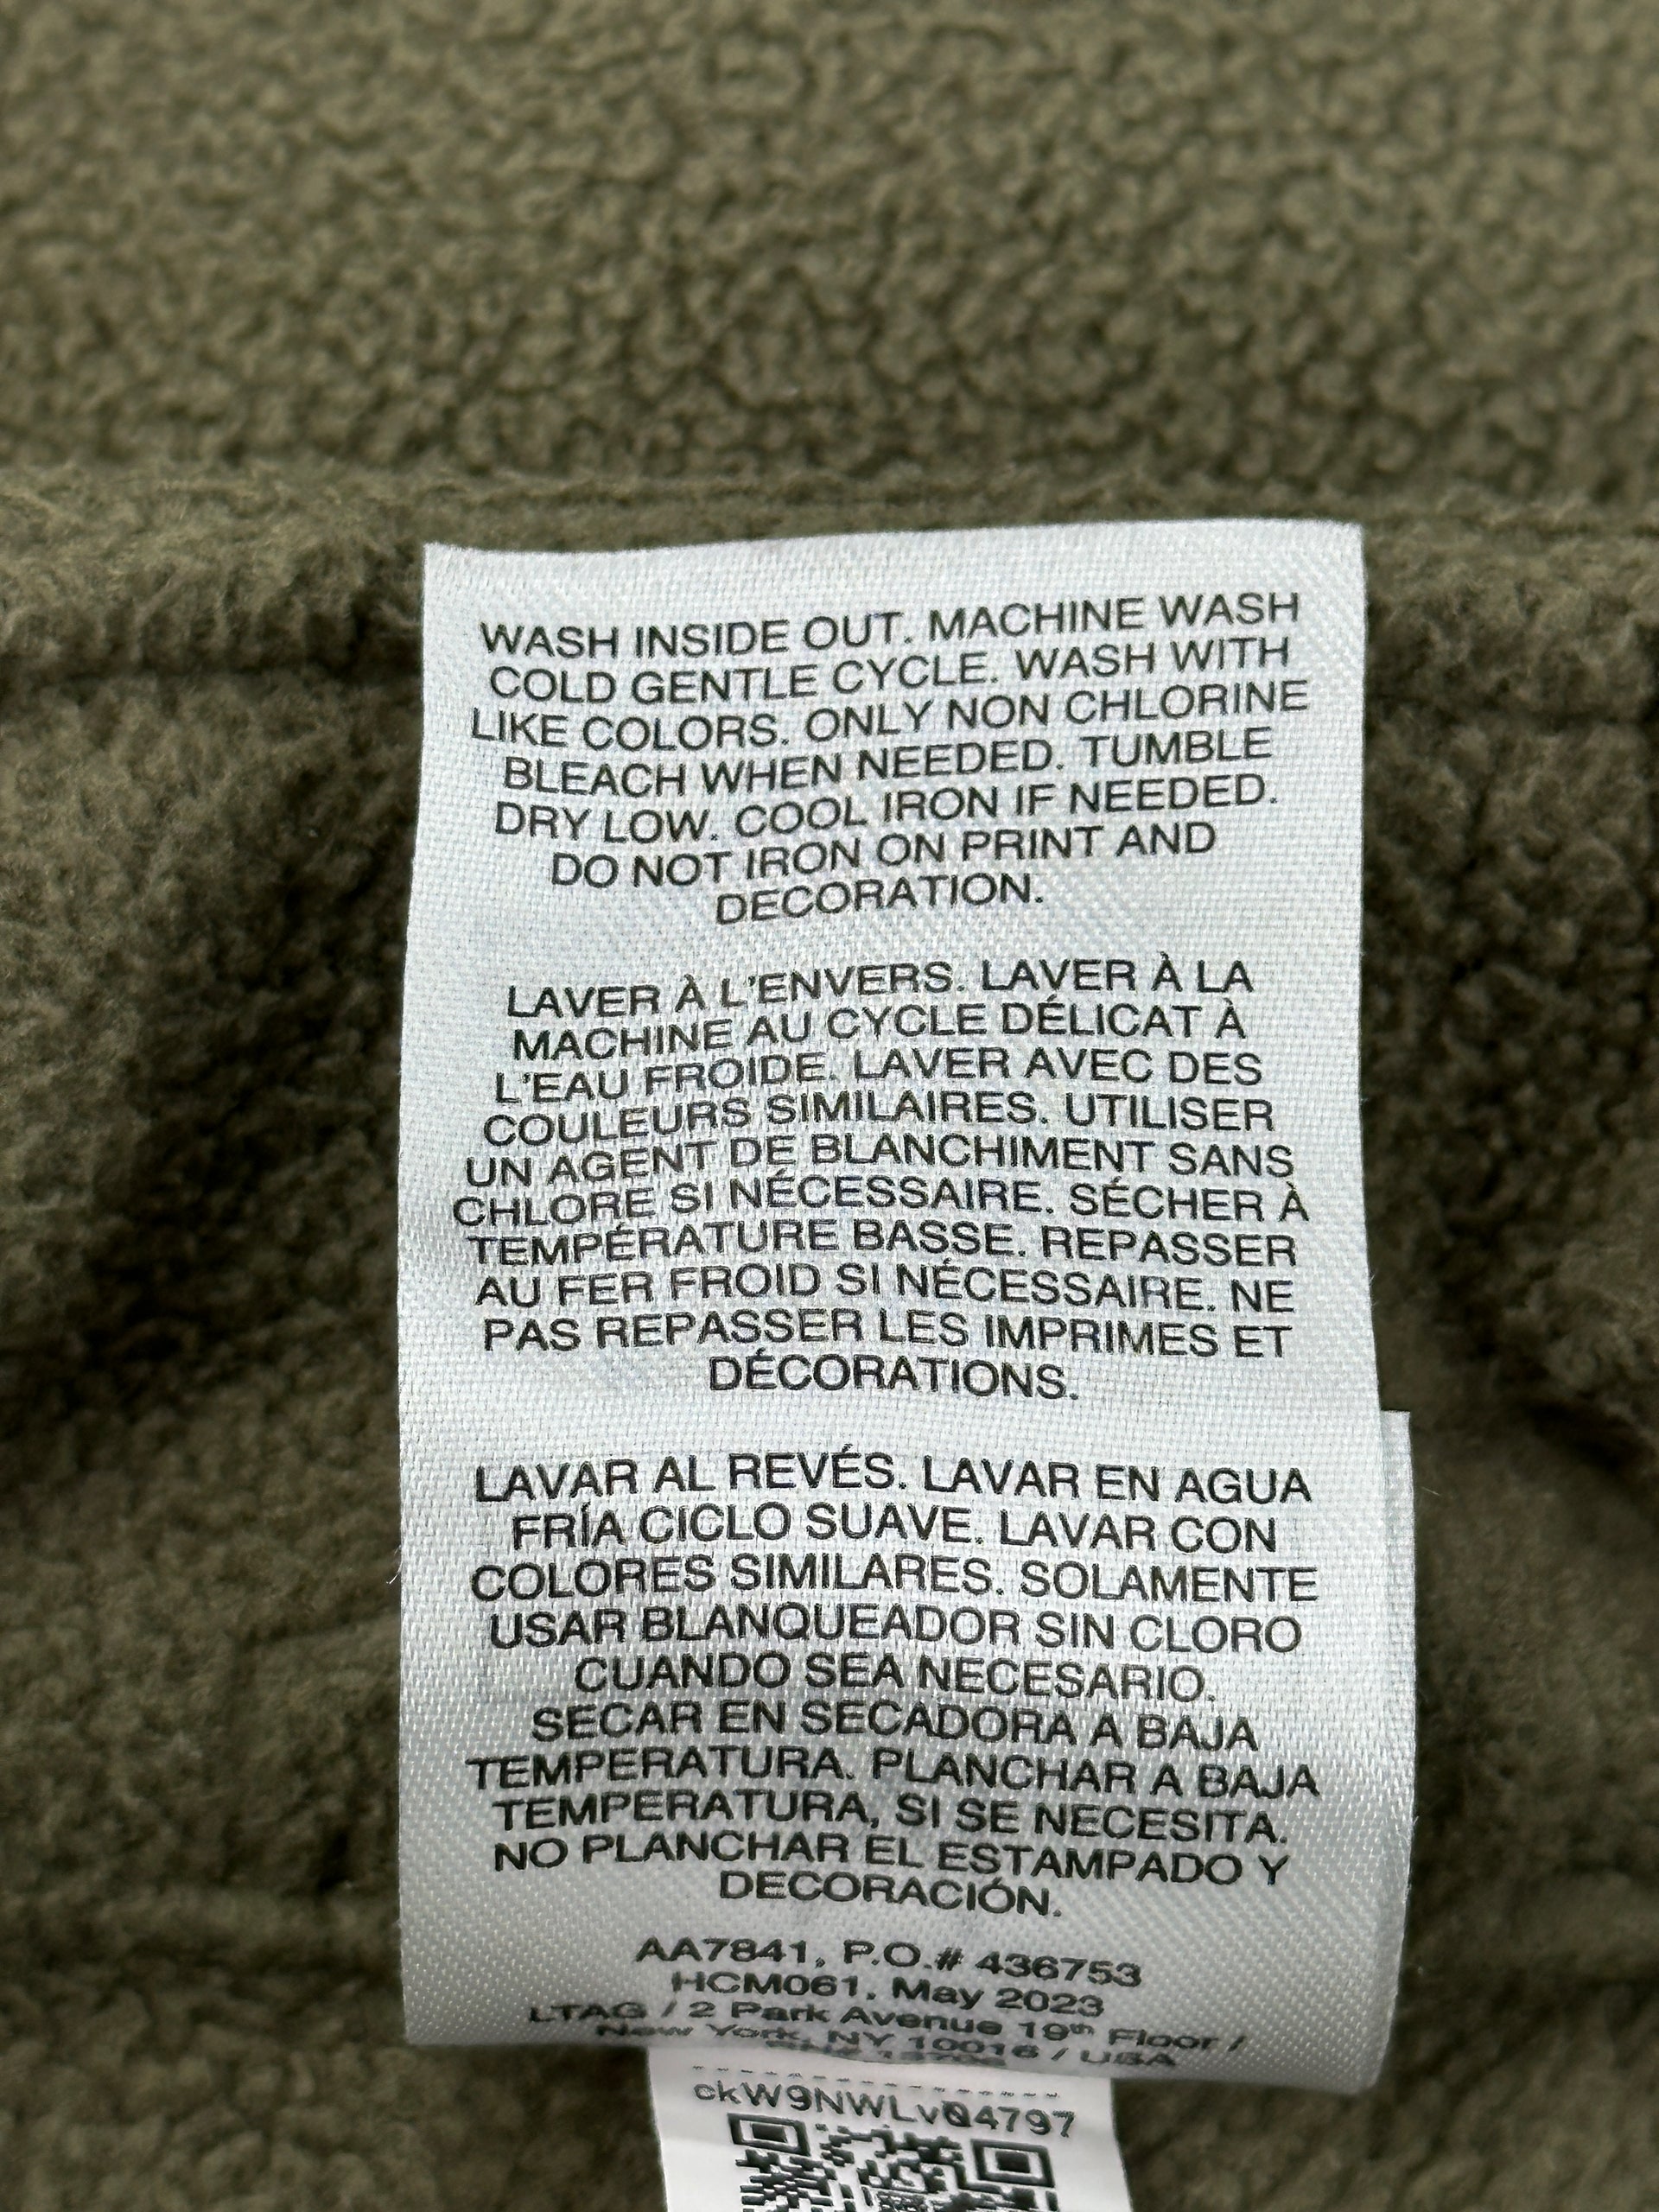 WASH INSIDE OUT. MACHINE WASH
COLD GENTLE CYCLE. WASH WITH
LIKE COLORS. ONLY NON CHLORINE
BLEACH WHEN NEEDED. TUMBLE
DRY LOW. COOL IRON IF NEEDED.
DO NOT IRON ON PRINT AND
DECORATION.
LAVER À L'ENVERS. LAVER À LA
MACHINE AU CYCLE DÉLICAT À
L'EAU FROIDE. LAVER AVEC DES
COULEURS SIMILAIRES. UTILISER
UN AGENT DE BLANCHIMENT SANS
CHLORE SI NÉCESSAIRE. SÉCHER À
TEMPÉRATURE BASSE. REPASSER
AU FER FROID SI NÉCESSAIRE. NE
PAS REPASSER LES IMPRIMES ET
DÉCORATIONS.
LAVAR AL REVÉS. LAVAR EN AGUA
FRÍA CICLO SUAVE. LAVAR CON
COLORES SIMILARES. SOLAMENTE
USAR BLANQUEADOR SIN CLORO
CUANDO SEA NECESARIO.
SECAR EN SECADORA A BAJA
TEMPERATURA. PLANCHAR A BAJA
TEMPERATURA, SI SE NECESITA.
NO PLANCHAR EL ESTAMPADO Y
DECORACIÓN.
AA7841, P.O.# 436753
HCM061, May 2023
LTAG / 2 Park Avenue 19th Floor /
New York, NY 10016 / USA
ckW9NWLvQ4797